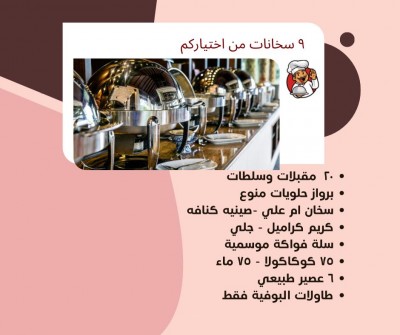 ٩ سخانات من اختياركم
• ٢٠ مقبلات وسلطات
• برواز حلويات منوع
• سخان ام علي -صينيه كنافه
• كريم كراميل - جلي
• سلة فواكة موسمية
• ٧٥ كوكاكولا - ٧٥ ماء
• ٦ عصير طبيعي
• طاولات البوفية فقط